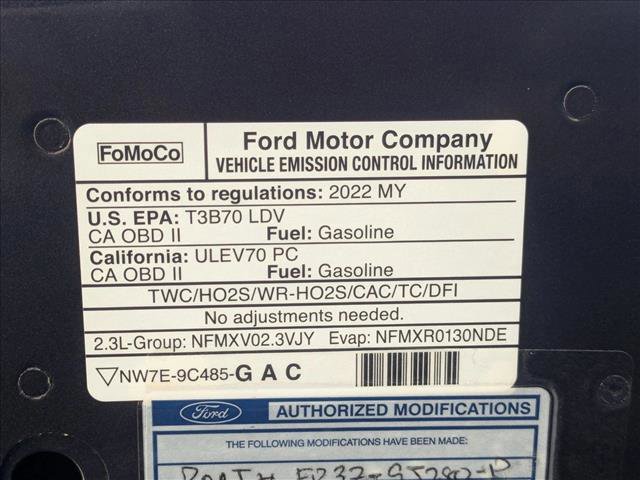 FoMoCo
Ford Motor Company
VEHICLE EMISSION CONTROL INFORMATION
Conforms to regulations: 2022 MY
U.S. EPA: T3B70 LDV
CA OBD II Fuel: Gasoline
California: ULEV70 PC
CA OBD II Fuel: Gasoline
TWC/HO2S/WR-HO2S/CAC/TC/DFI
No adjustments needed.
2.3L-Group: NFMXV02.3VJY Evap: NFMXR0130NDE
NW7E-9C485-G A C
Ford AUTHORIZED MODIFICATIONS
THE FOLLOWING MODIFICATIONS HAVE BEEN MADE: